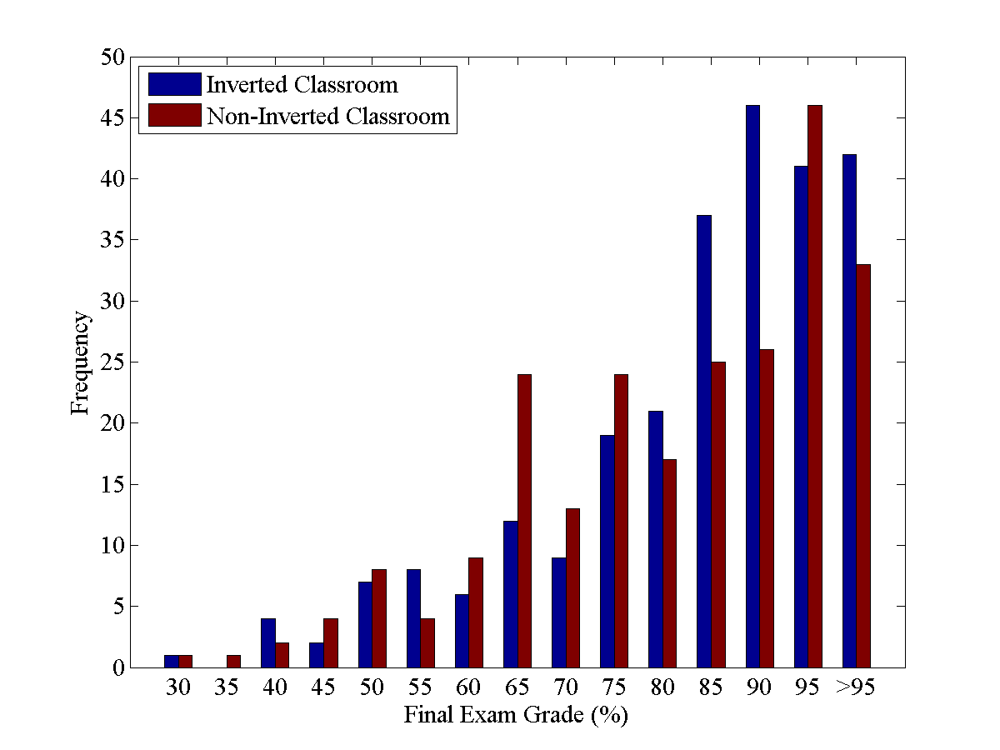 50
45
40
35
30
25
20
15
10
5
0
Inverted Classroom
Non-Inverted Classroom
Frequency
30 35 40 45 50 55 60 65 70 75 80 85 90 95 >95
Final Exam Grade (%)